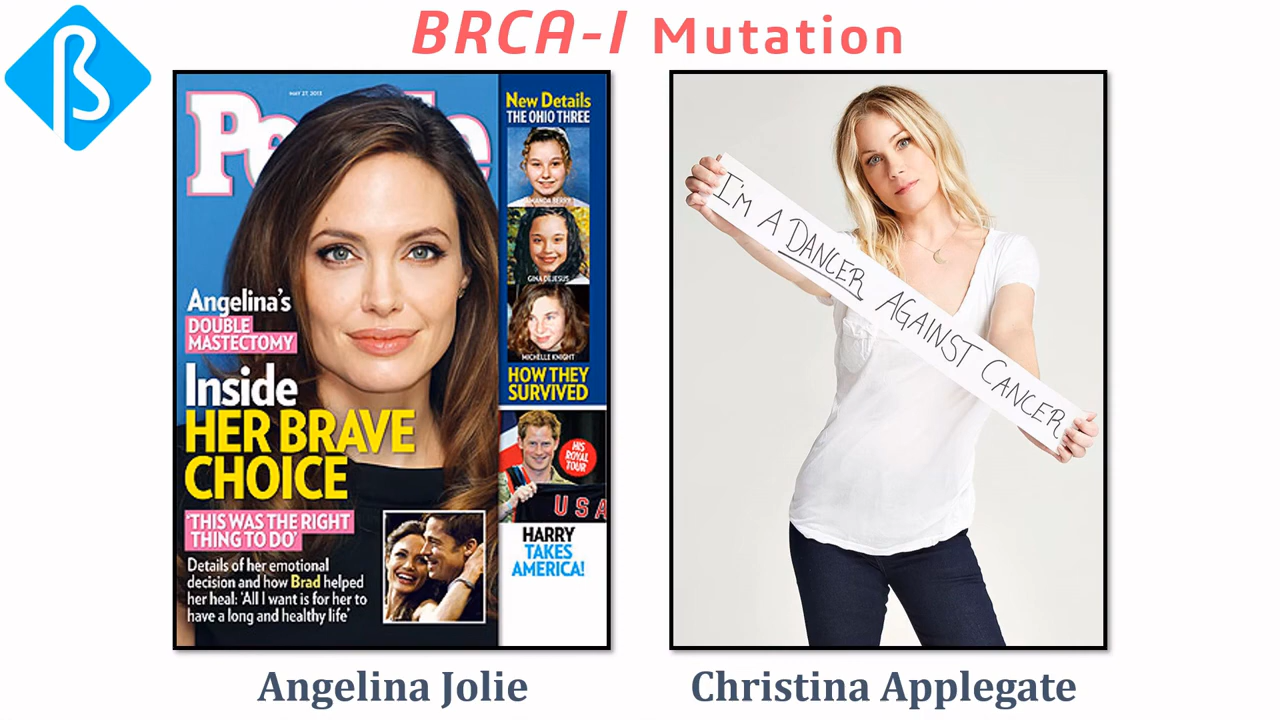 BRCA-1 Mutation
MAY 27, 2013
People
Angelina's
DOUBLE
MASTECTOMY
Inside
HER BRAVE
CHOICE
'THIS WAS THE RIGHT
THING TO DO'
Details of her emotional
decision and how Brad helped
her heal: 'All I want is for her to
have a long and healthy life'
New Details
THE OHIO THREE
AMANDA BERRY
GINA DEJESUS
MICHELLE KNIGHT
HOW THEY
SURVIVED
HIS
ROYAL
TOUR
USA
HARRY
TAKES
AMERICA!
I'M A DANCER AGAINST CANCER
Angelina Jolie
Christina Applegate